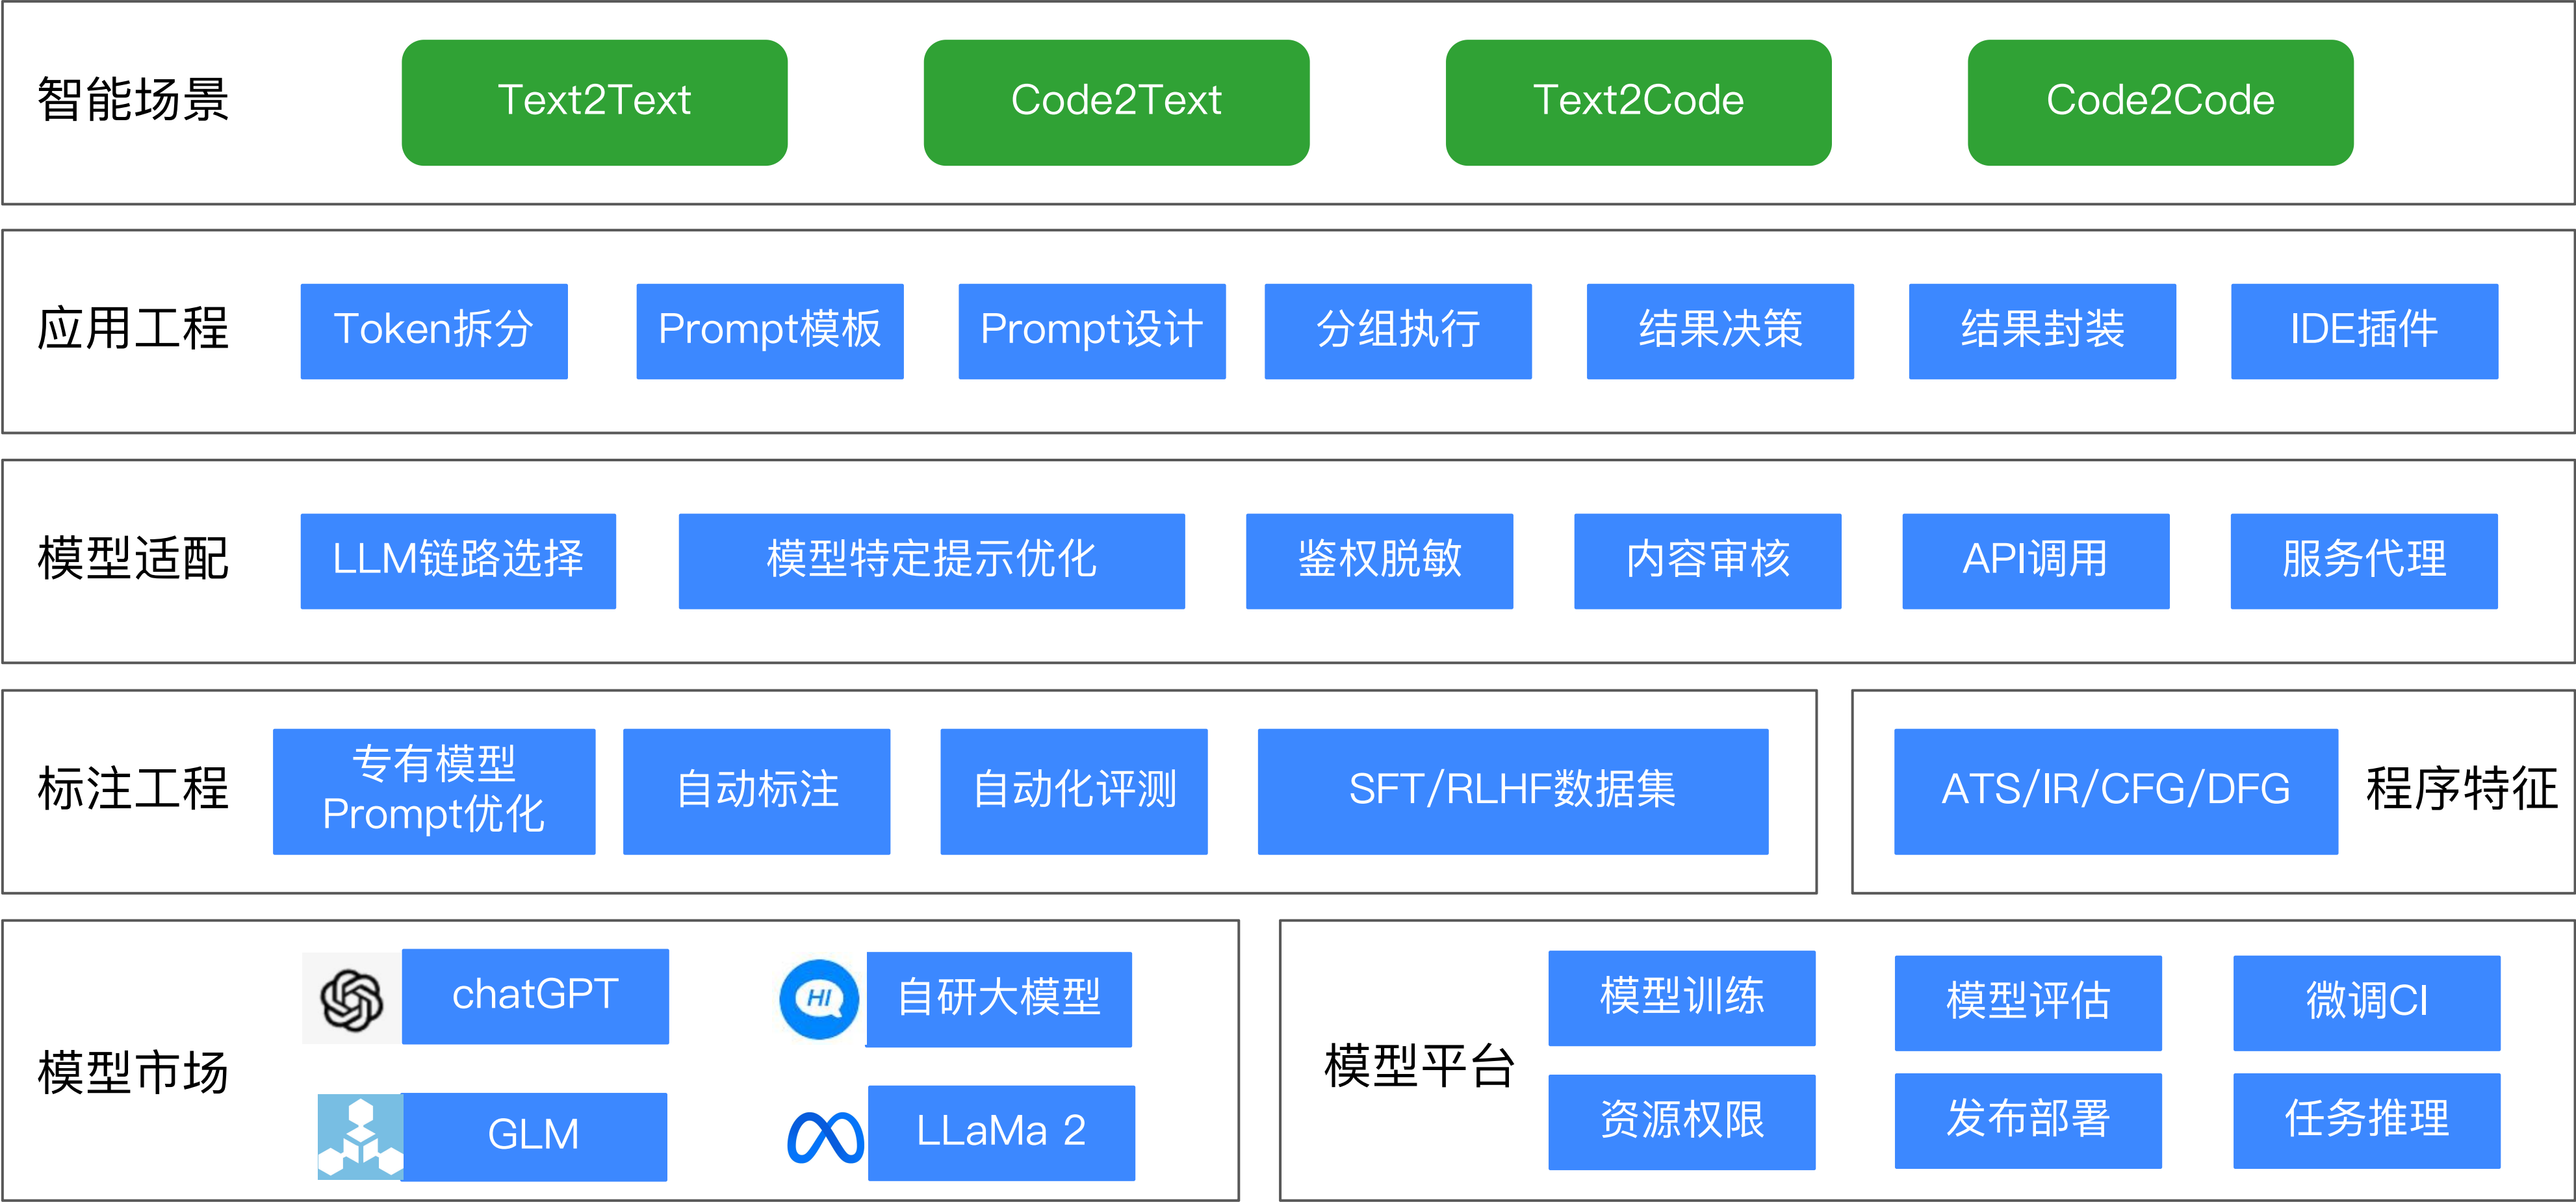 智能场景
Text2Text
Code2Text
Text2Code
Code2Code
应用工程
Token拆分
Prompt模板
Prompt设计
分组执行
结果决策
结果封装
IDE插件
模型适配
LLM链路选择
模型特定提示优化
鉴权脱敏
内容审核
API调用
服务代理
标注工程
专有模型
Prompt优化
自动标注
自动化评测
SFT/RLHF数据集
ATS/IR/CFG/DFG
程序特征
模型市场
chatGPT
HI
自研大模型
GLM
LLaMa 2
模型平台
模型训练
模型评估
微调CI
资源权限
发布部署
任务推理